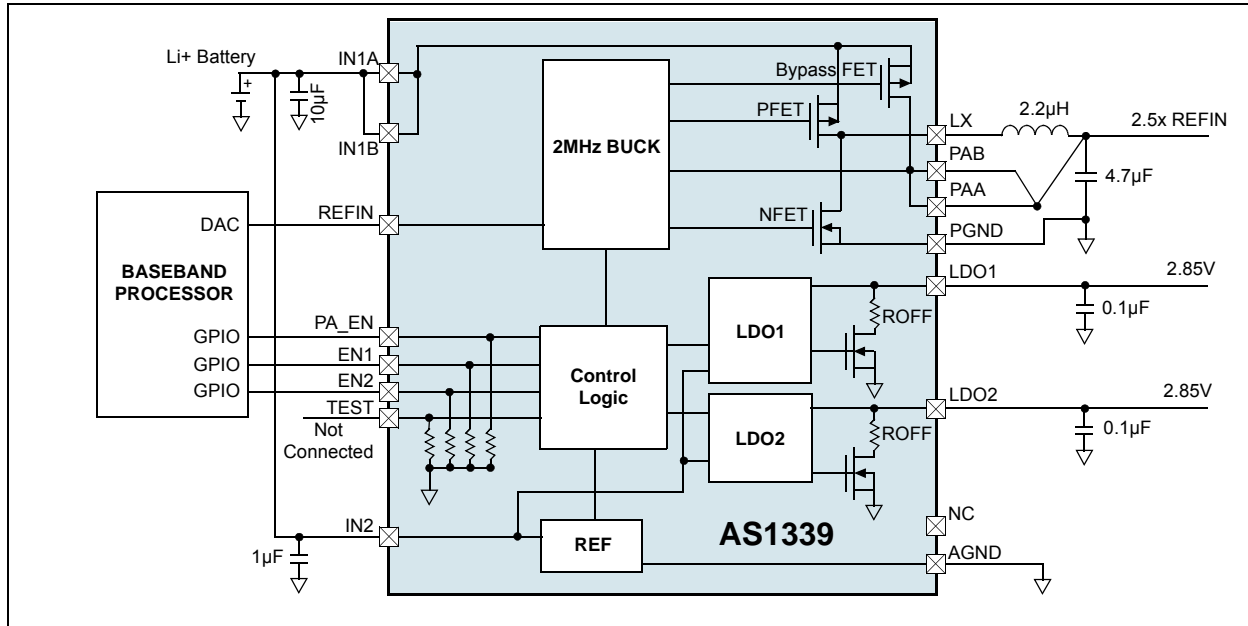 Li+ Battery
IN1A
+
10µF
IN1B
2MHz BUCK
Bypass FET
PFET
NFET
LX
2.2µH
2.5x REFIN
PAB
PAA
4.7µF
PGND
DAC
REFIN
BASEBAND
PROCESSOR
GPIO
PA_EN
GPIO
EN1
GPIO
EN2
TEST
Not
Connected
Control
Logic
LDO1
ROFF
LDO1
2.85V
0.1µF
LDO2
ROFF
LDO2
2.85V
0.1µF
IN2
1µF
REF
AS1339
NC
AGND